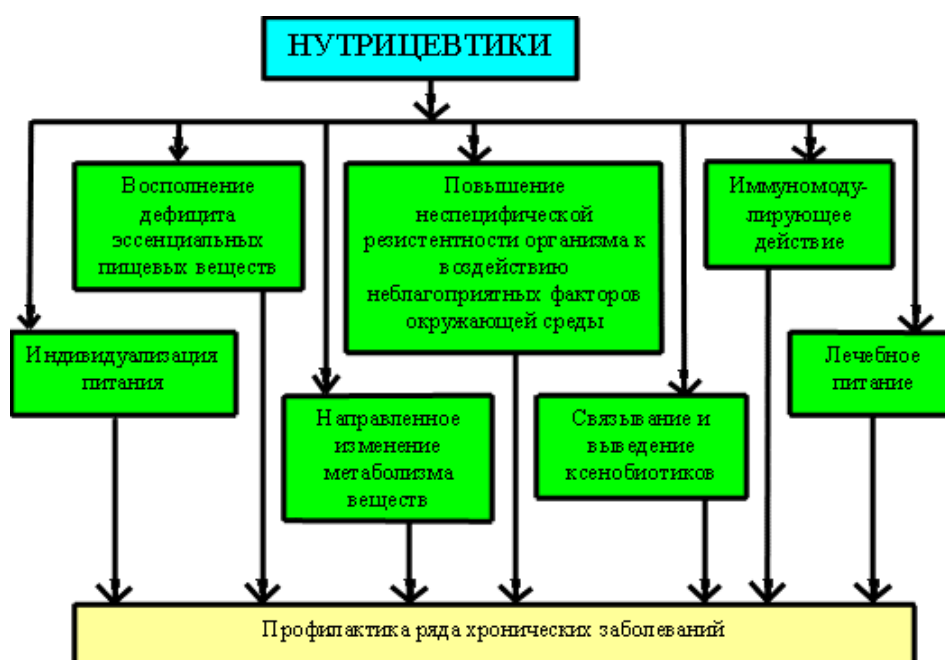 НУТРИЦЕВТИКИ
Восполнение
дефицита
эссенциальных
пищевых веществ
Повышение
неспецифической
резистентности организма к
воздействию
неблагоприятных факторов
окружающей среды
Иммуномоду-
лирующее
действие
Индивидуализация
питания
Лечебное
питание
Направленное
изменение
метаболизма
веществ
Связывание и
выведение
ксенобиотиков
Профилактика ряда хронических заболеваний